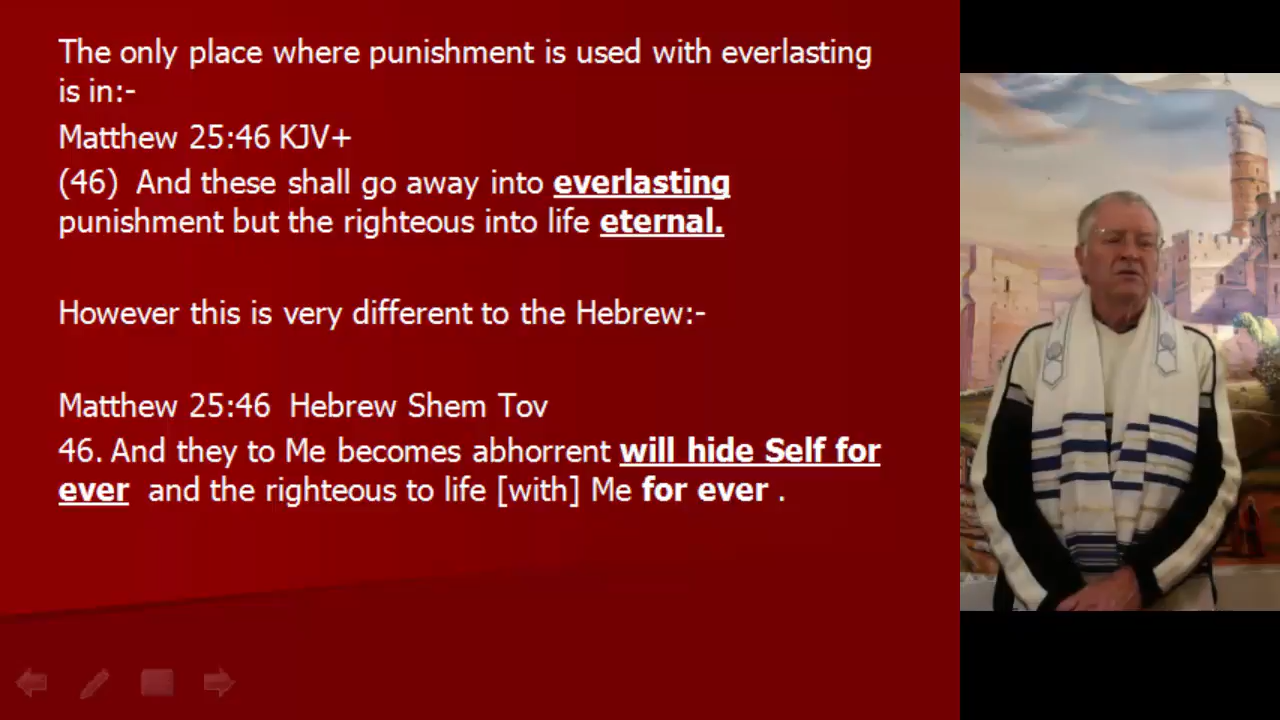 The only place where punishment is used with everlasting
is in:-
Matthew 25:46 KJV+
(46)  And these shall go away into everlasting
punishment but the righteous into life eternal.
However this is very different to the Hebrew:-
Matthew 25:46  Hebrew Shem Tov
46. And they to Me becomes abhorrent will hide Self for
ever  and the righteous to life [with] Me for ever .